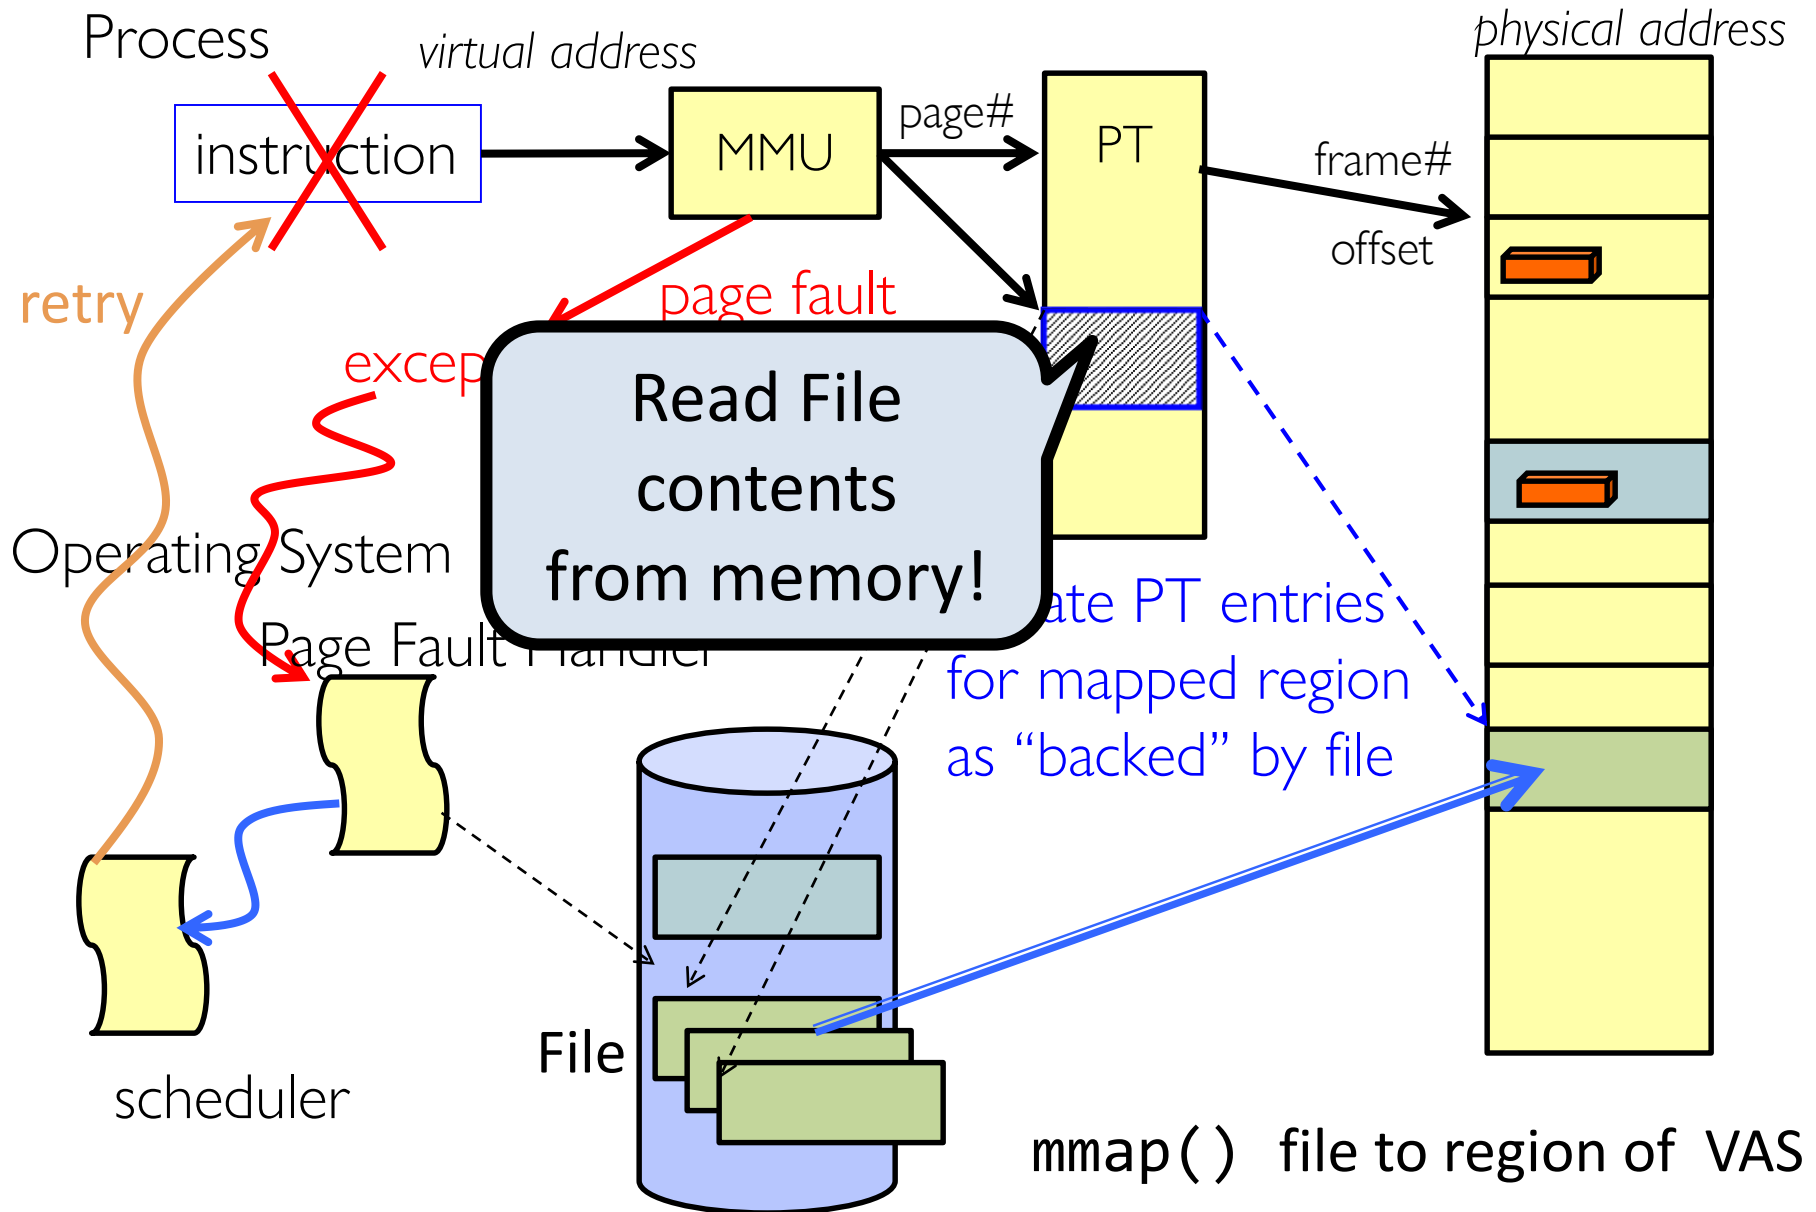 Process
virtual address
physical address
instruction
MMU
page#
PT
frame#
offset
retry
page fault
Read File
contents
from memory!
Operating System
Page Fault Handler
PT entries
for mapped region
as “backed” by file
File
scheduler
mmap() file to region of VAS